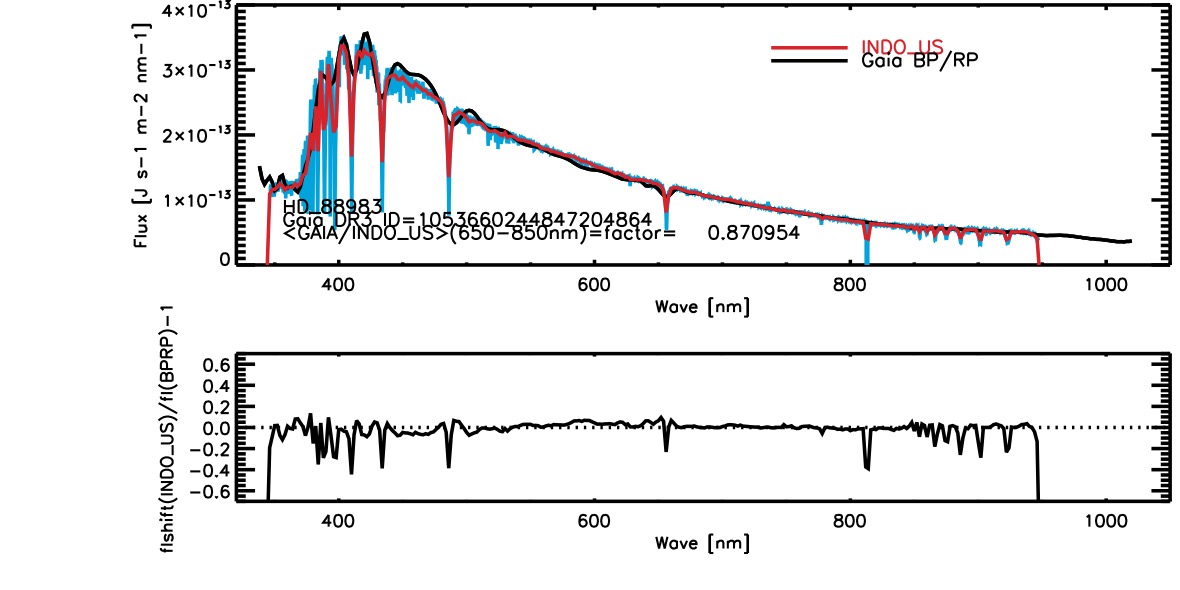 4×10−13
3×10−13
2×10−13
1×10−13
0
Flux [J s−1 m−2 nm−1]
INDO_US
Gaia BP/RP
HD_88983
Gaia DR3 ID=1053660244847204864
<GAIA/INDO_US>(650−850nm)=factor= 0.870954
400 600 800 1000
Wave [nm]
flshift(INDO_US)/fl(BPRP)−1
0.6
0.4
0.2
0.0
−0.2
−0.4
−0.6
400 600 800 1000
Wave [nm]